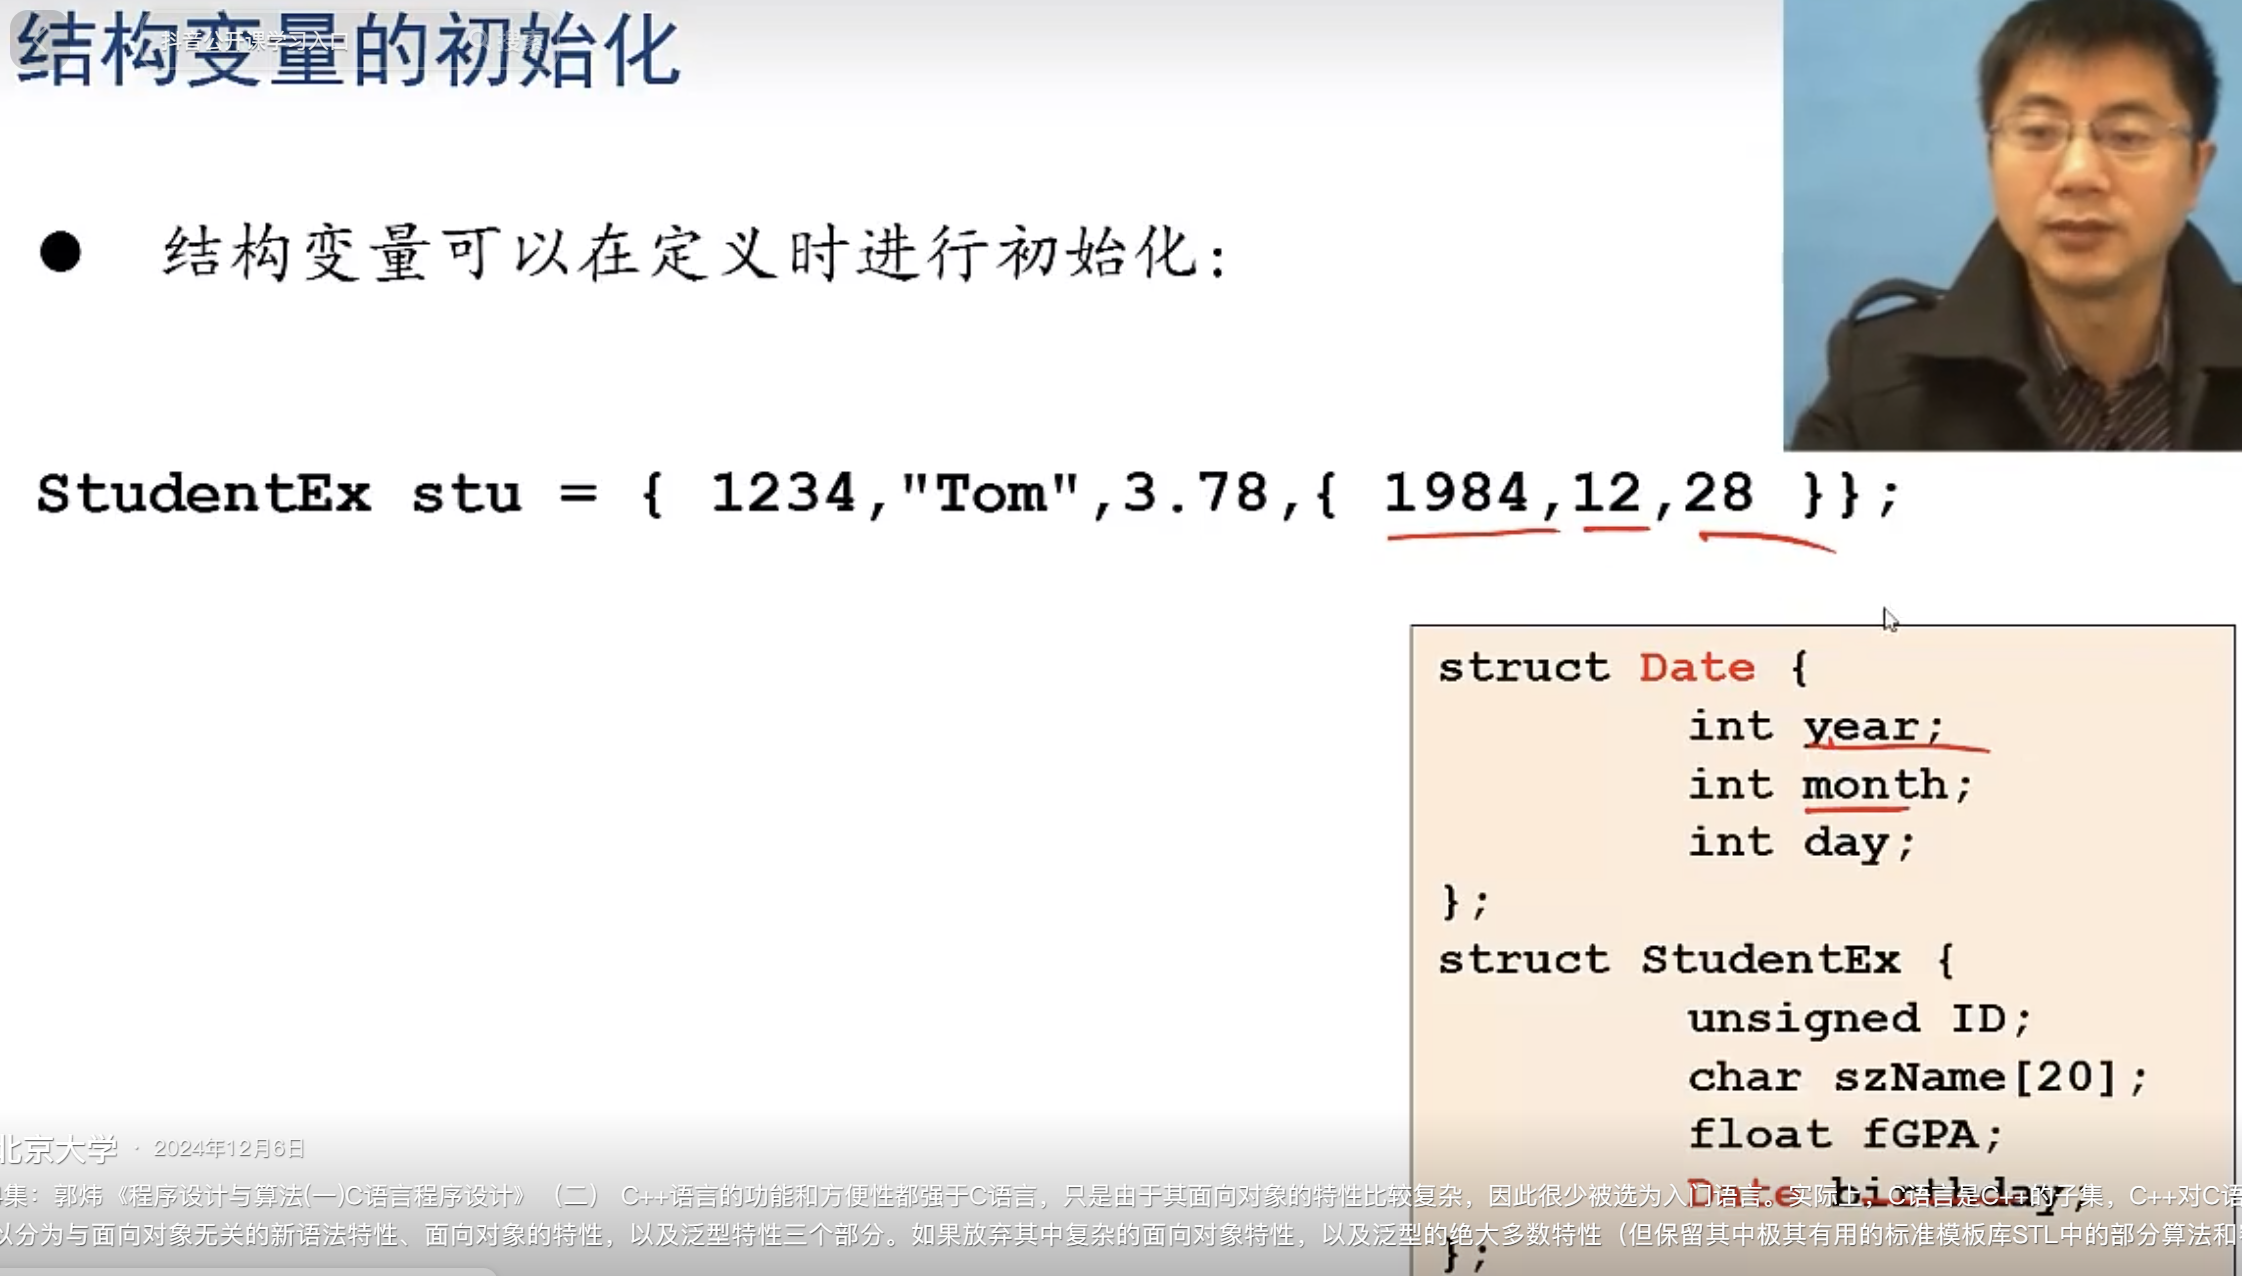 结构变量的初始化
抖音公开课学习入口
搜索
● 结构变量可以在定义时进行初始化:
StudentEx stu = { 1234,"Tom",3.78,{ 1984,12,28 }};
struct Date {
int year;
int month;
int day;
};
struct StudentEx {
unsigned ID;
char szName[20];
float fGPA;
Date birthday;
};
北京大学 · 2024年12月6日
集：郭炜《程序设计与算法(一)C语言程序设计》（二） C++语言的功能和方便性都强于C语言，只是由于其面向对象的特性比较复杂，因此很少被选为入门语言。实际上，C语言是C++的子集，C++对C语
以分为与面向对象无关的新语法特性、面向对象的特性，以及泛型特性三个部分。如果放弃其中复杂的面向对象特性，以及泛型的绝大多数特性（但保留其中极其有用的标准模板库STL中的部分算法和